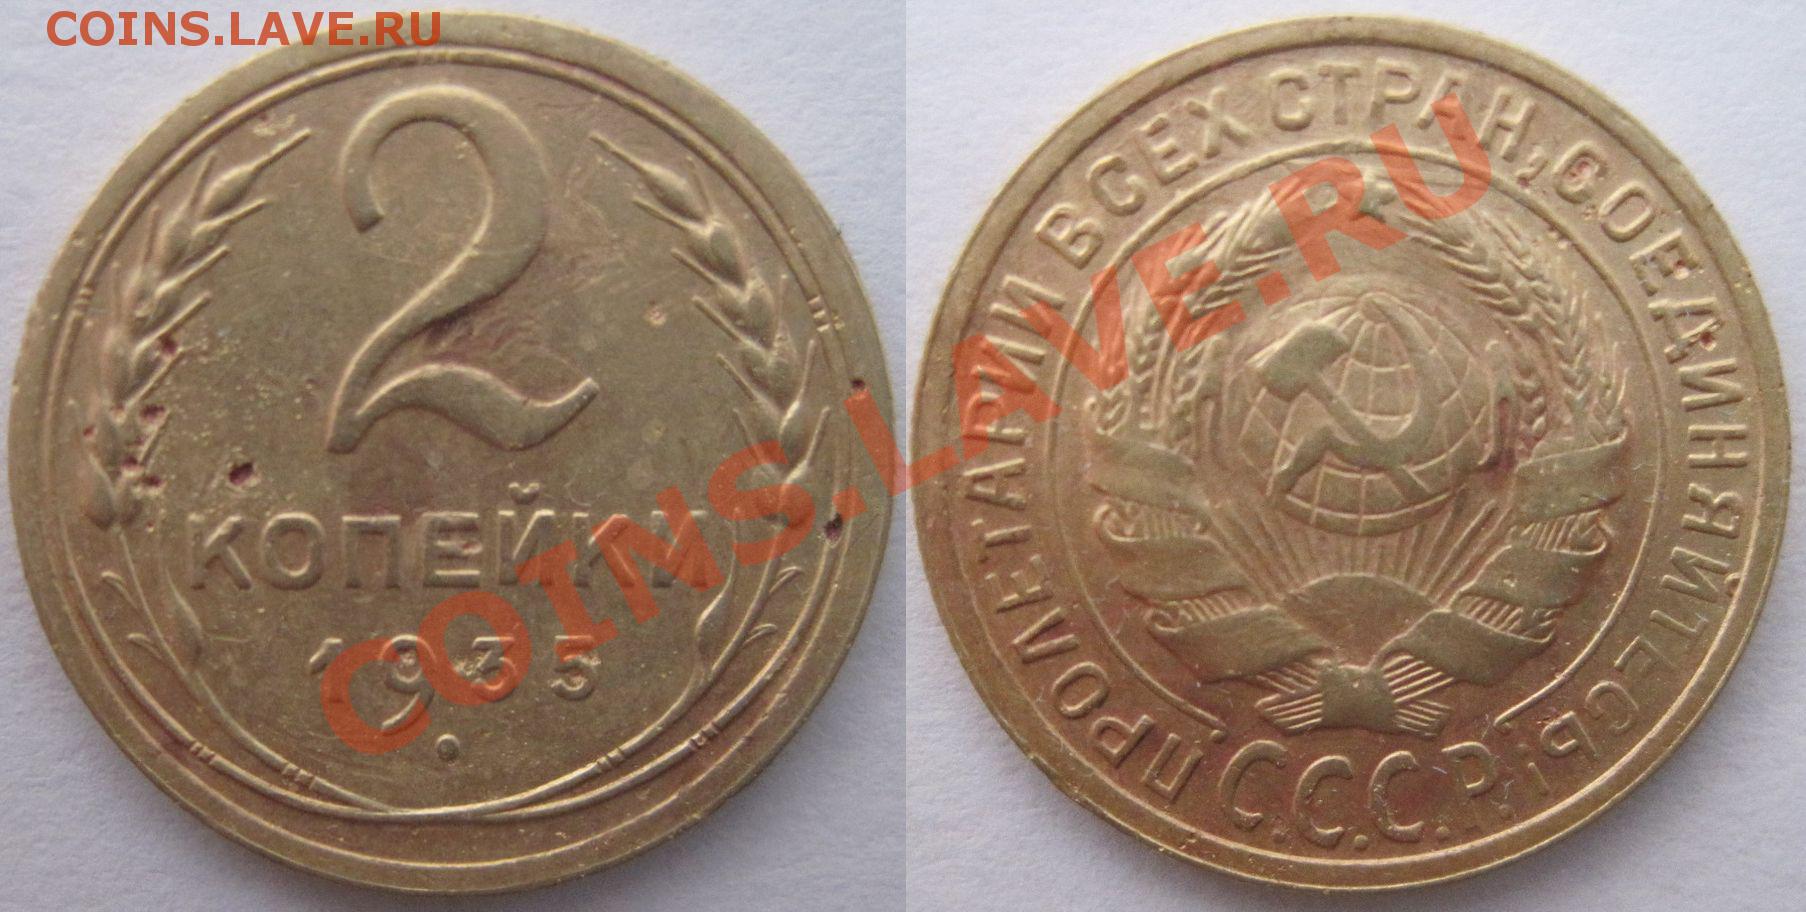 COINS.LAVE.RU
2
КОПЕЙКИ
1935
ПРОЛЕТАРИИ ВСЕХ СТРАН, СОЕДИНЯЙТЕСЬ!
С.С.С.Р.
COINS.LAVE.RU